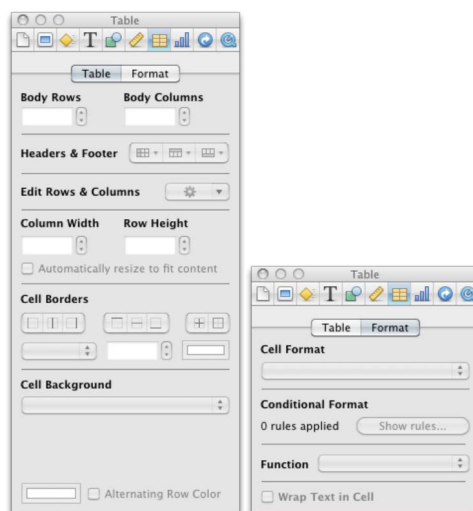 Table
T
Table Format
Body Rows Body Columns
Headers & Footer
Edit Rows & Columns
Column Width Row Height
Automatically resize to fit content
Cell Borders
Cell Background
Alternating Row Color
Table
T
Table Format
Cell Format
Conditional Format
0 rules applied Show rules...
Function
Wrap Text in Cell